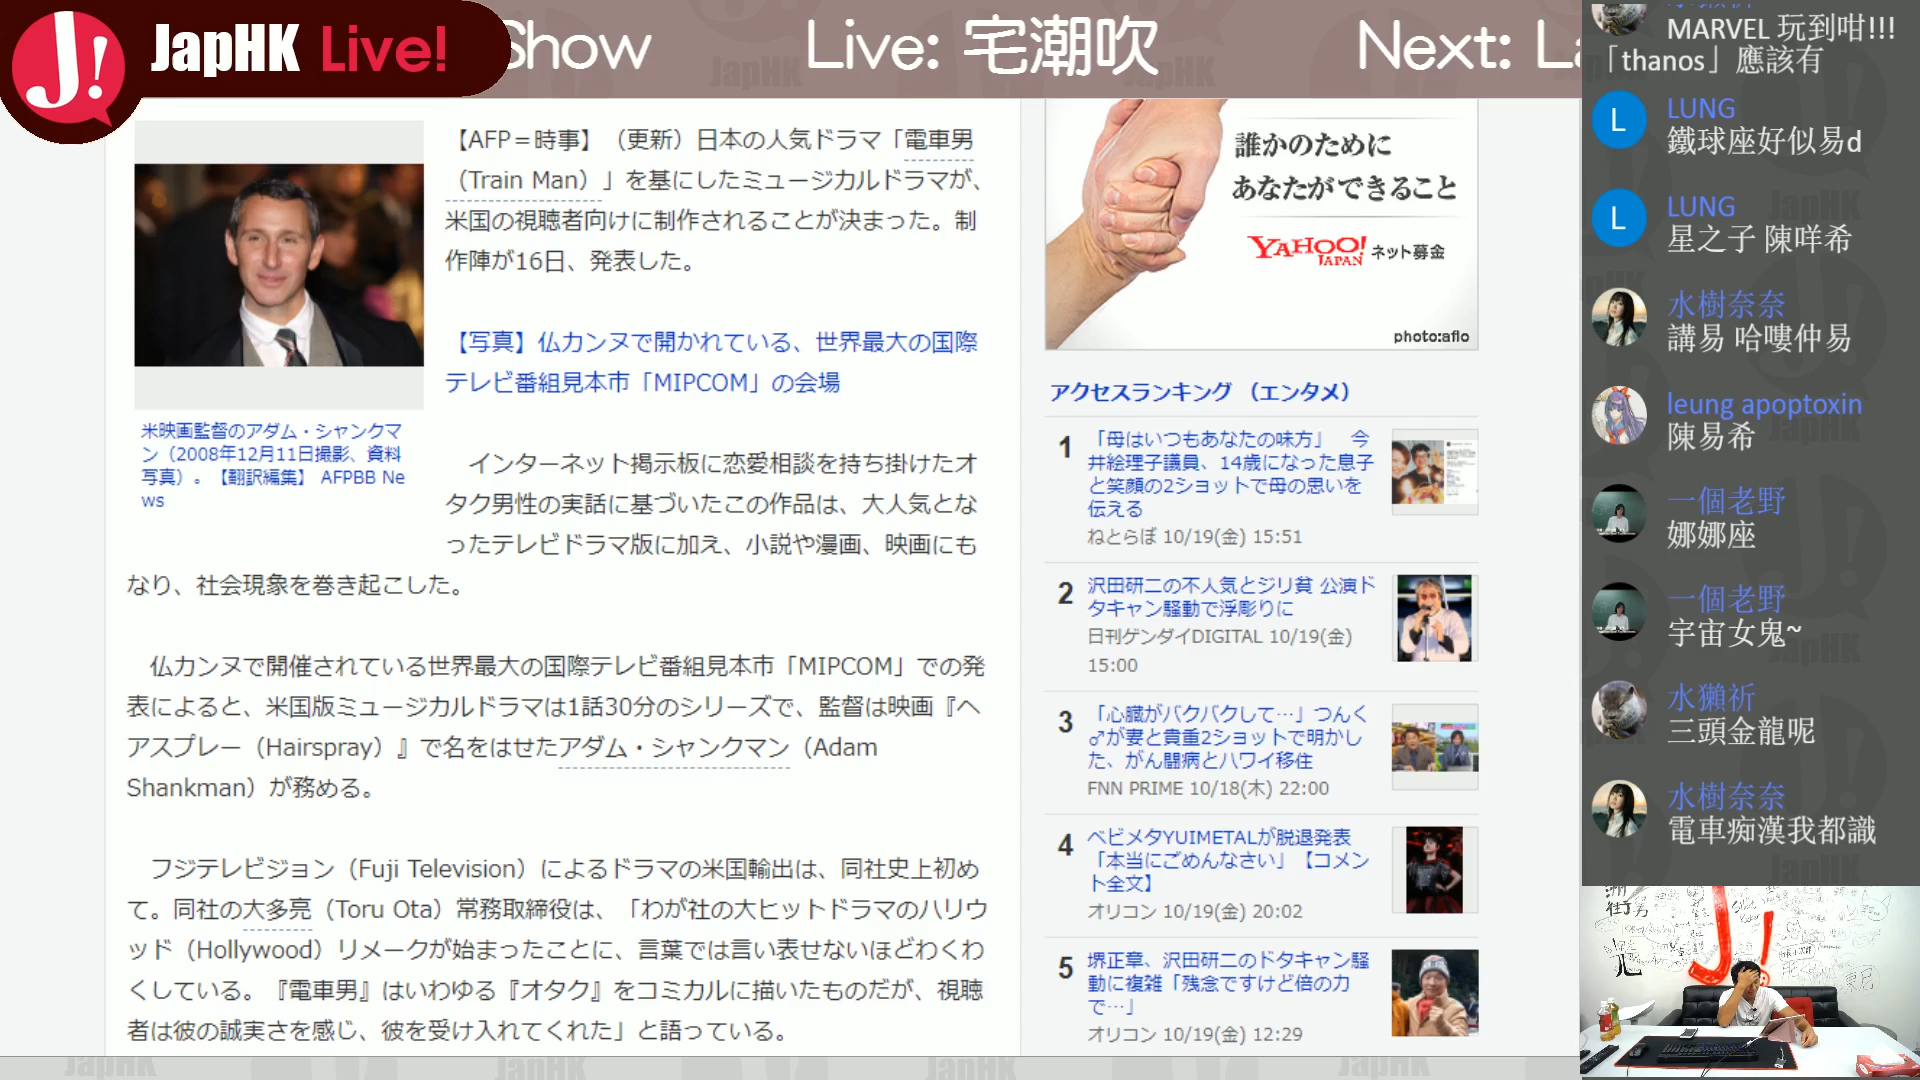 JapHK Live!
Show
Live: 宅潮吹
Next: La
【AFP＝時事】（更新）日本の人気ドラマ「電車男
（Train Man）」を基にしたミュージカルドラマが、
米国の視聴者向けに制作されることが決まった。制
作陣が16日、発表した。
【写真】仏カンヌで開かれている、世界最大の国際
テレビ番組見本市「MIPCOM」の会場
米映画監督のアダム・シャンクマ
ン（2008年12月11日撮影、資料
写真）。【翻訳編集】 AFPBB Ne
ws
インターネット掲示板に恋愛相談を持ち掛けたオ
タク男性の実話に基づいたこの作品は、大人気とな
ったテレビドラマ版に加え、小説や漫画、映画にも
なり、社会現象を巻き起こした。
仏カンヌで開催されている世界最大の国際テレビ番組見本市「MIPCOM」での発
表によると、米国版ミュージカルドラマは1話30分のシリーズで、監督は映画『ヘ
アスプレー（Hairspray）』で名をはせたアダム・シャンクマン（Adam
Shankman）が務める。
フジテレビジョン（Fuji Television）によるドラマの米国輸出は、同社史上初め
て。同社の大多亮（Toru Ota）常務取締役は、「わが社の大ヒットドラマのハリウ
ッド（Hollywood）リメークが始まったことに、言葉では言い表せないほどわくわ
くしている。『電車男』はいわゆる『オタク』をコミカルに描いたものだが、視聴
者は彼の誠実さを感じ、彼を受け入れてくれた」と語っている。
誰かのために
あなたができること
YAHOO! JAPAN ネット募金
photo:aflo
アクセスランキング （エンタメ）
1 「母はいつもあなたの味方」　今
井絵理子議員、14歳になった息子
と笑顔の2ショットで母の思いを
伝える
ねとらぼ 10/19(金) 15:51
2 沢田研二の不人気とジリ貧 公演ド
タキャン騒動で浮彫りに
日刊ゲンダイDIGITAL 10/19(金)
15:00
3 「心臓がバクバクして…」つんく
♂が妻と貴重2ショットで明かし
た、がん闘病とハワイ移住
FNN PRIME 10/18(木) 22:00
4 ベビメタYUIMETALが脱退発表
「本当にごめんなさい」【コメン
ト全文】
オリコン 10/19(金) 20:02
5 堺正章、沢田研二のドタキャン騒
動に複雑「残念ですけど倍の力
で…」
オリコン 10/19(金) 12:29
MARVEL 玩到咁!!!
「thanos」應該有
L LUNG
鐵球座好似易d
L LUNG
星之子 陳咩希
水樹奈奈
講易 哈嘍仲易
leung apoptoxin
陳易希
一個老野
娜娜座
一個老野
宇宙女鬼~
水獺祈
三頭金龍呢
水樹奈奈
電車痴漢我都識
J!